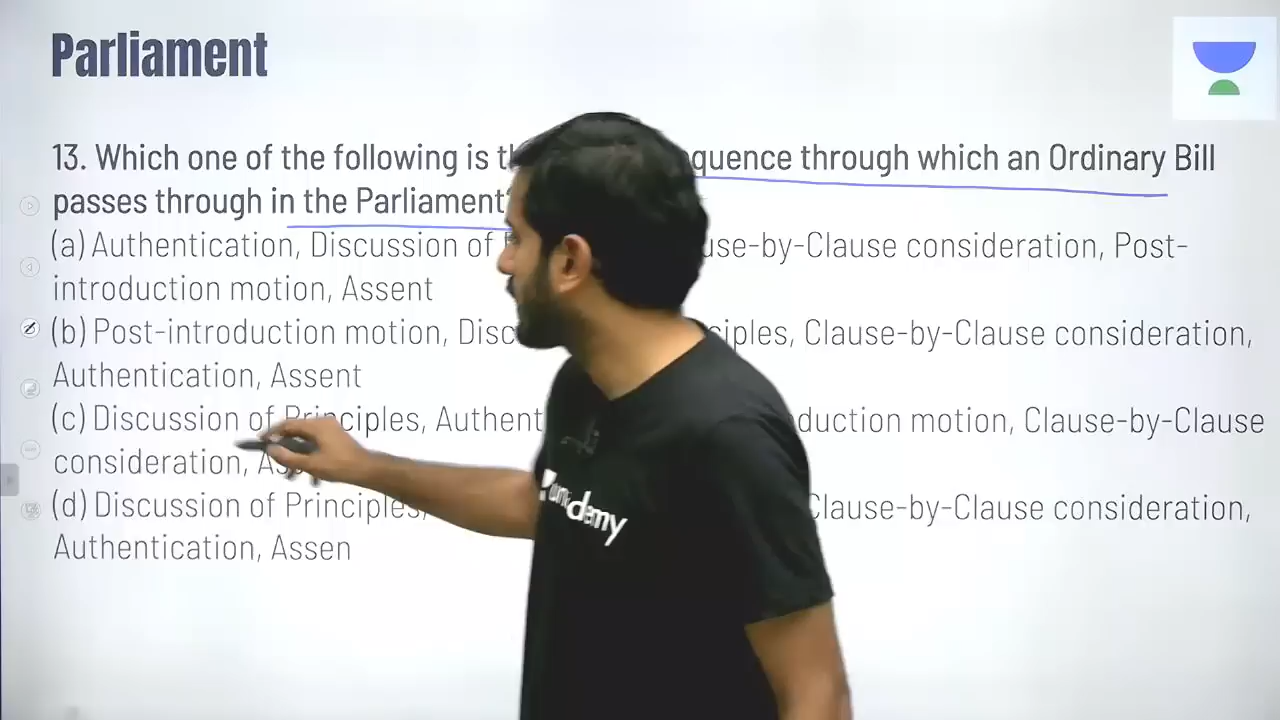 Parliament
13. Which one of the following is quence through which an Ordinary Bill
passes through in the Parliament?
(a) Authentication, Discussion of use-by-Clause consideration, Post-
introduction motion, Assent
(b) Post-introduction motion, Disc iples, Clause-by-Clause consideration,
Authentication, Assent
(c) Discussion of Principles, Authent duction motion, Clause-by-Clause
consideration, As
(d) Discussion of Principles, Clause-by-Clause consideration,
Authentication, Assen
unacademy